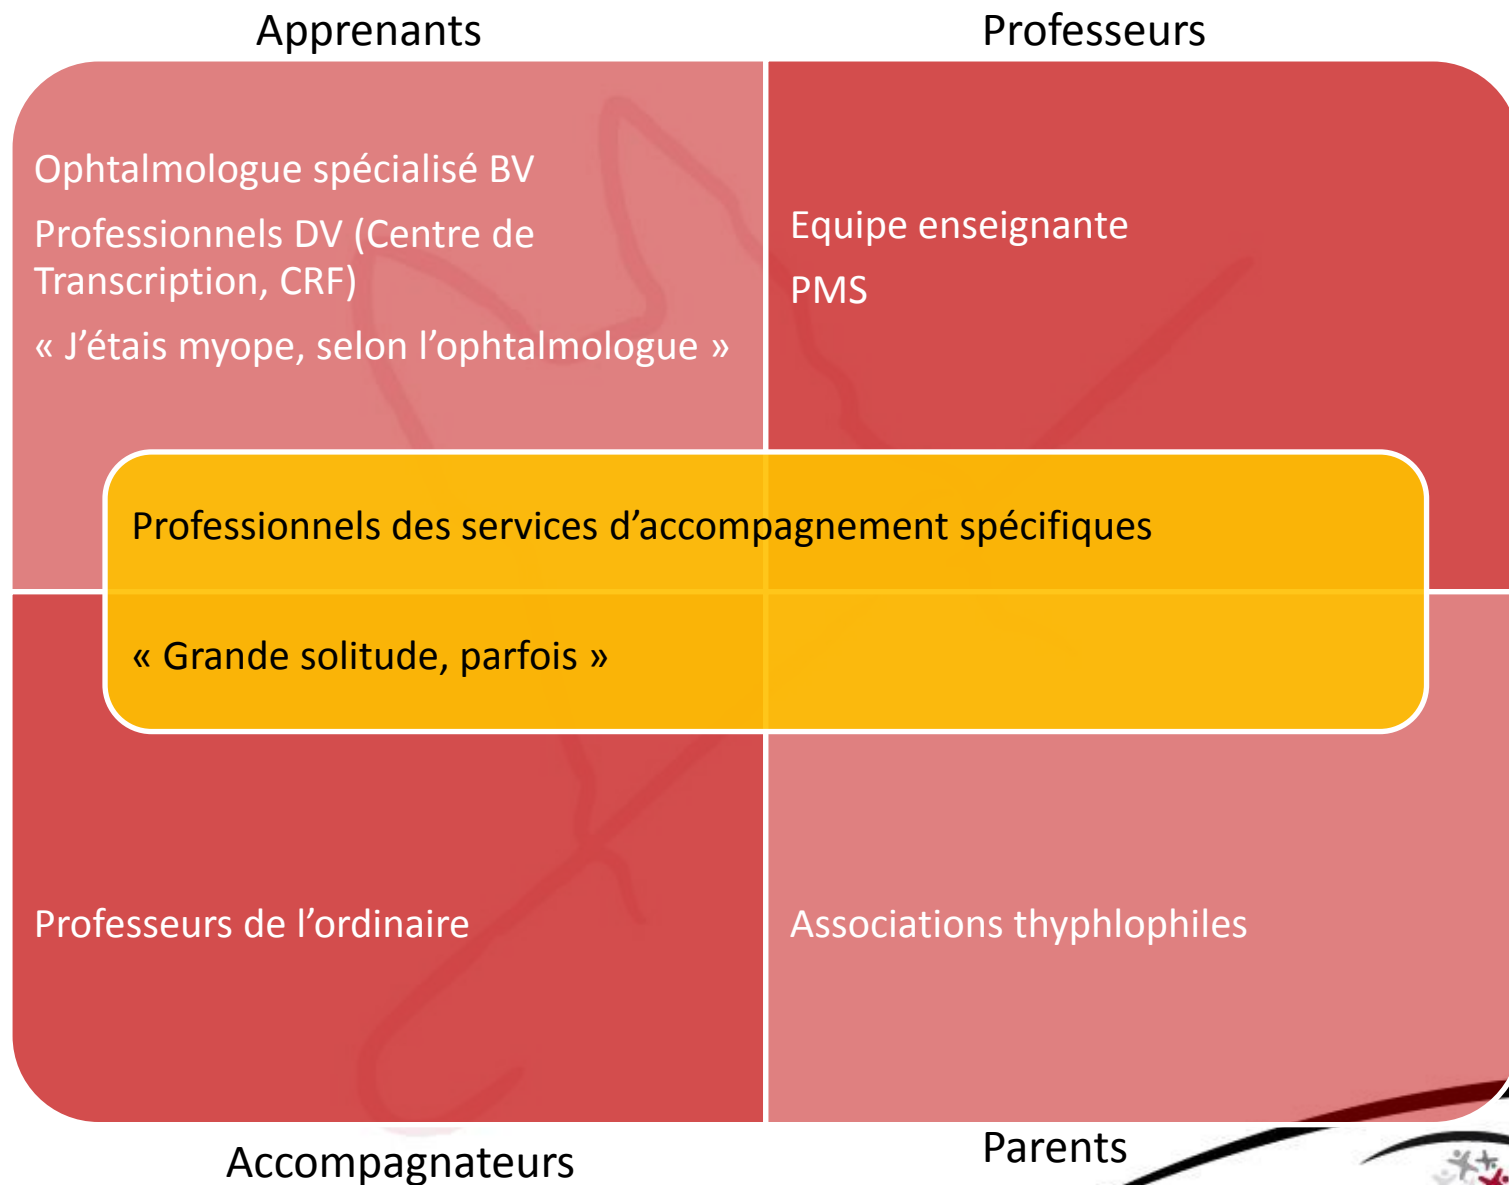 Apprenants
Professeurs
Ophtalmologue spécialisé BV
Professionnels DV (Centre de
Transcription, CRF)
« J’étais myope, selon l’ophtalmologue »
Equipe enseignante
PMS
Professionnels des services d’accompagnement spécifiques
« Grande solitude, parfois »
Professeurs de l’ordinaire
Associations thyphlophiles
Accompagnateurs
Parents